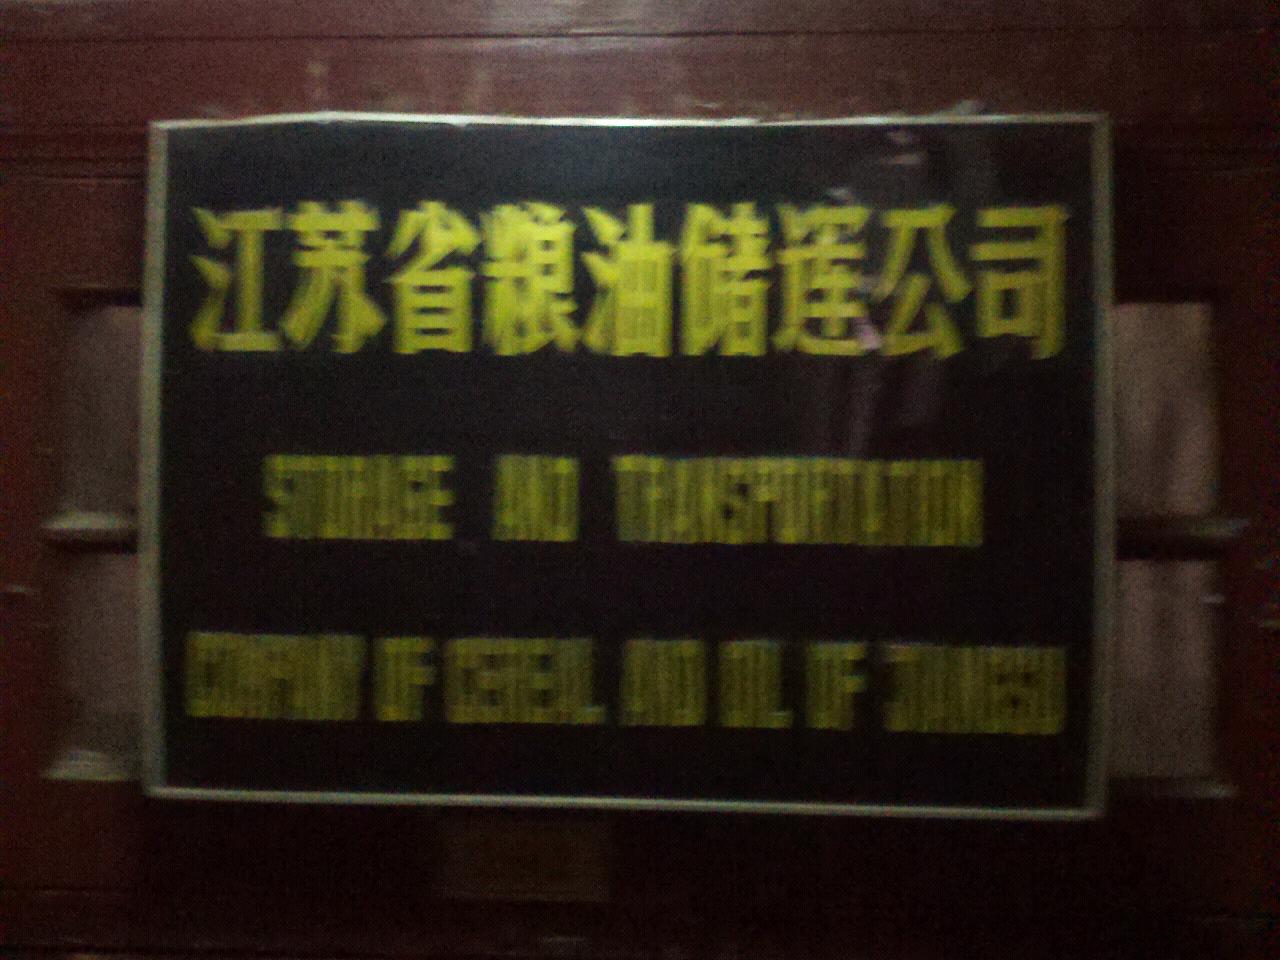 江苏省粮油储运公司
STORAGE AND TRANSPORTATION
COMPANY OF CEREAL AND OIL OF JIANGSU